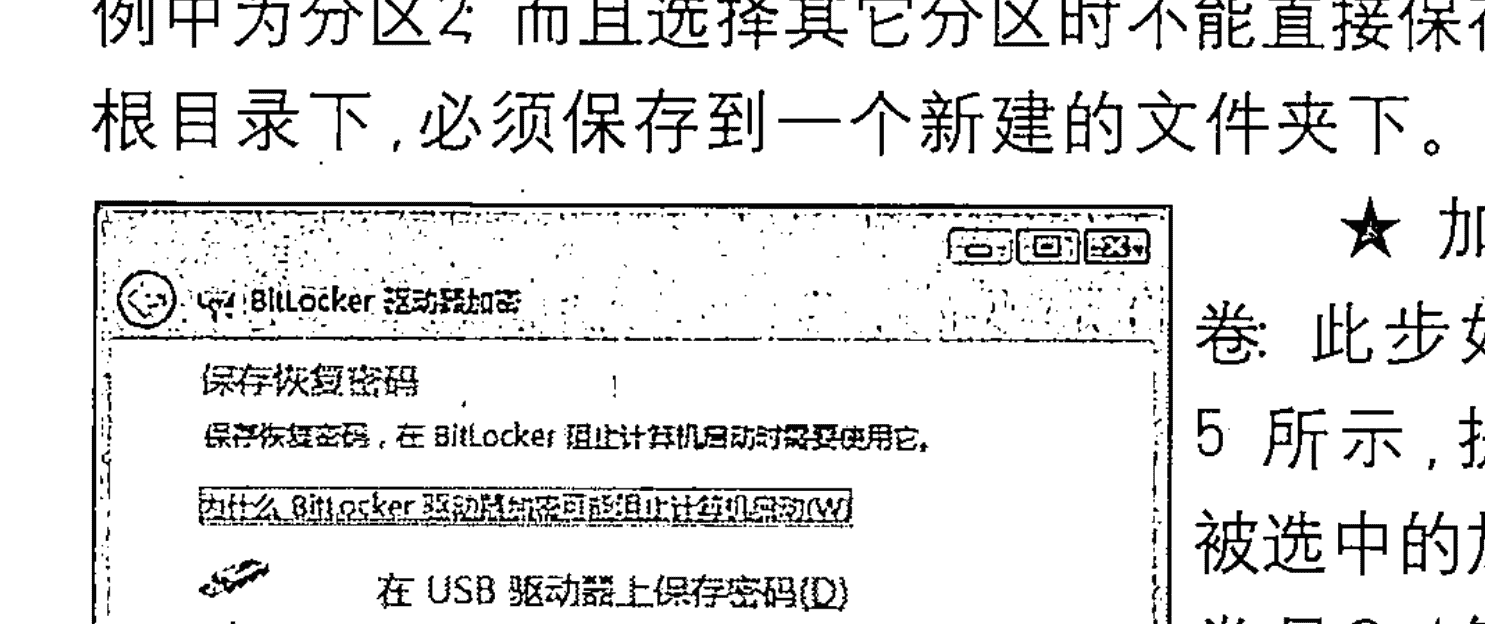 例中为分区2; 而且选择其它分区时不能直接保存
根目录下,必须保存到一个新建的文件夹下。
BitLocker 驱动器加密
保存恢复密码
保存恢复密码，在 BitLocker 阻止计算机启动时需要使用它。
为什么 BitLocker 驱动器加密可能阻止计算机启动(W)
在 USB 驱动器上保存密码(D)
★ 加
卷: 此步如
5 所示,
被选中的加